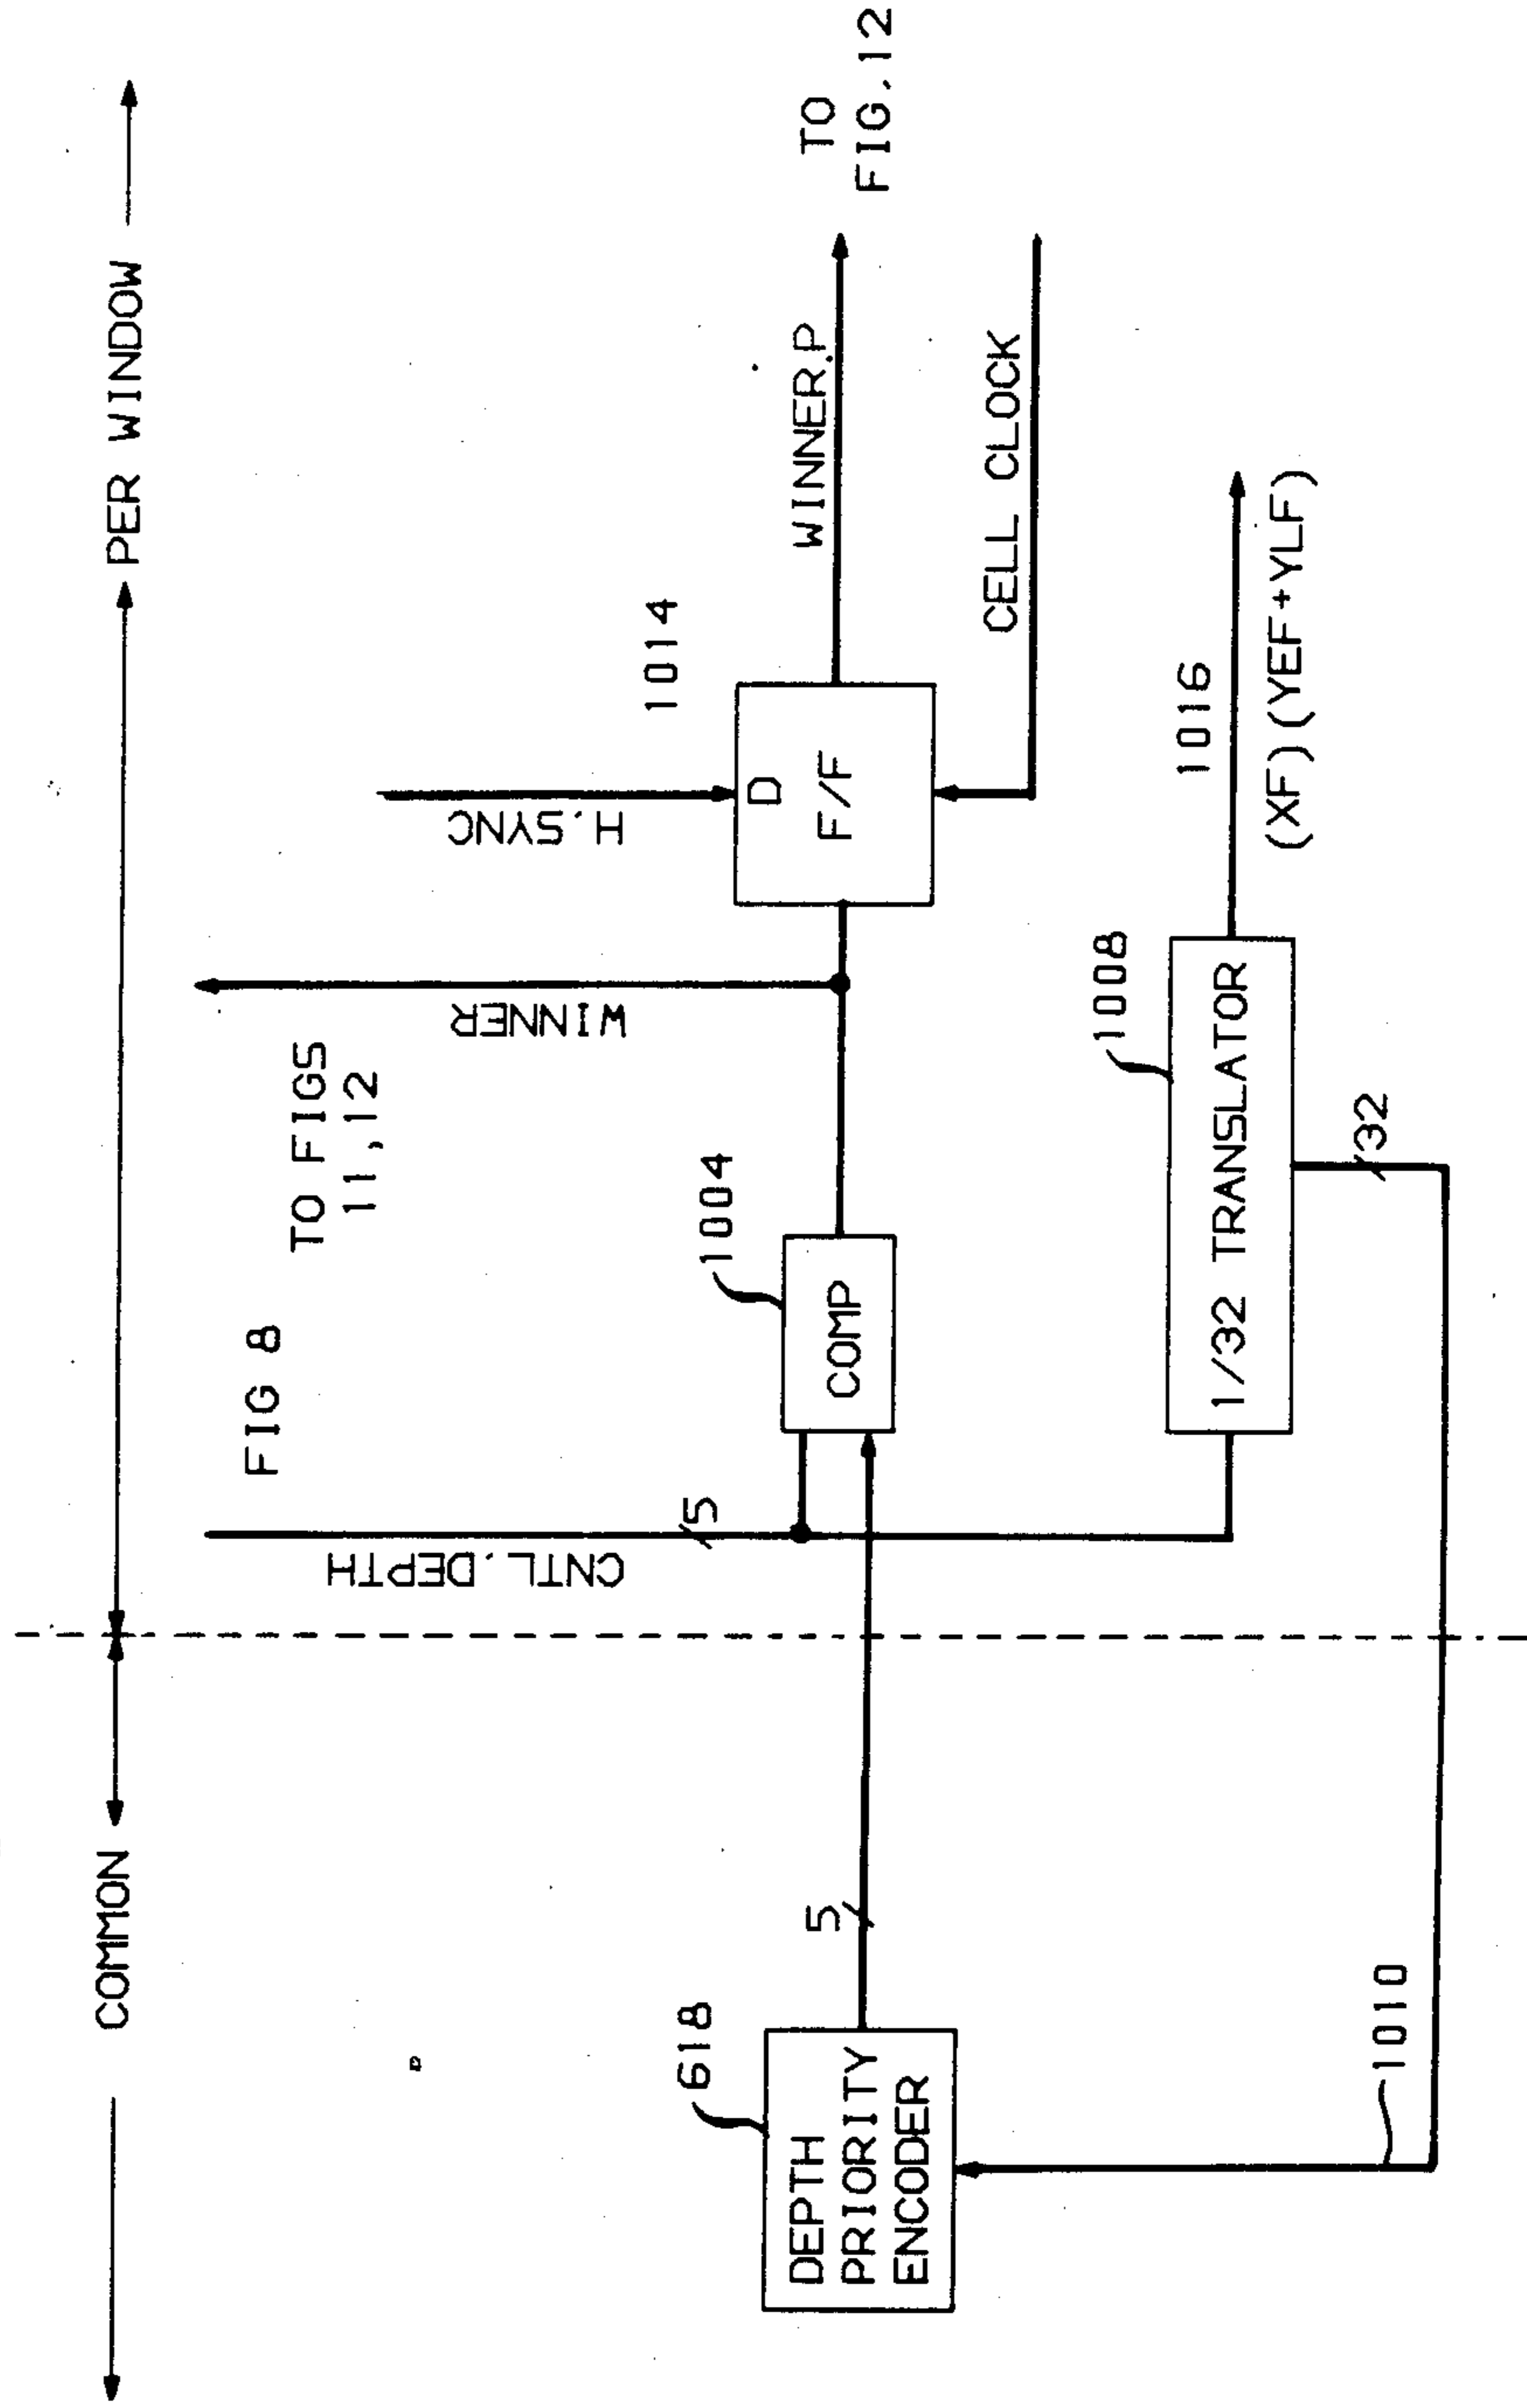 COMMON
PER WINDOW
FIG 8
TO FIGS
11,12
CNTL.DEPTH
5
WINNER
H.SYNC
1014
D
F/F
WINNER.P
TO
FIG.12
CELL CLOCK
1004
COMP
618
DEPTH
PRIORITY
ENCODER
5
1008
1/32 TRANSLATOR
1016
(XF)(YEF+YLF)
32
1010